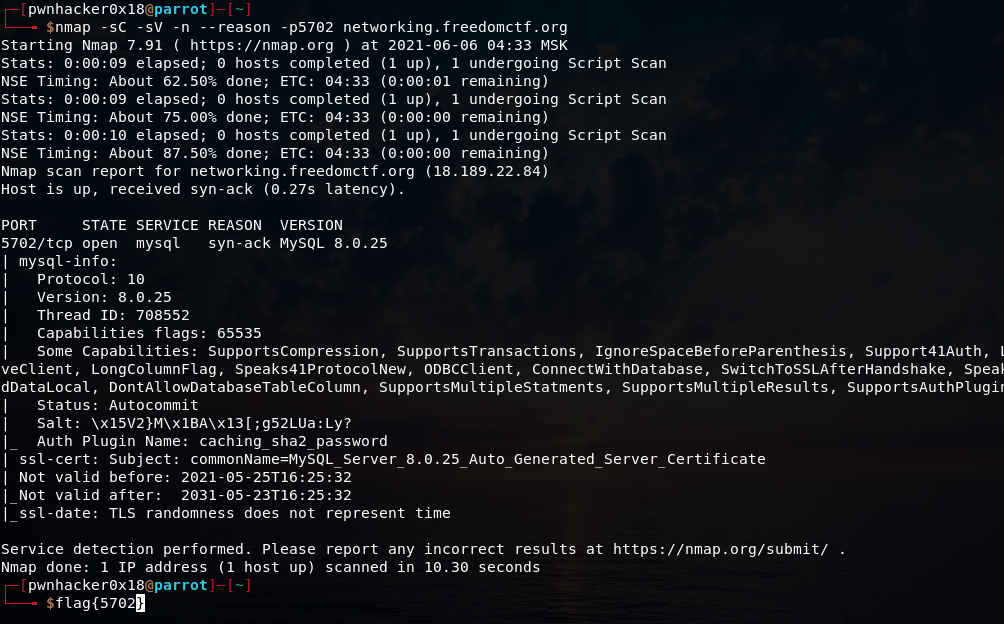 ┌─[pwnhacker0x18@parrot]─[~]
└──╼ $nmap -sC -sV -n --reason -p5702 networking.freedomctf.org
Starting Nmap 7.91 ( https://nmap.org ) at 2021-06-06 04:33 MSK
Stats: 0:00:09 elapsed; 0 hosts completed (1 up), 1 undergoing Script Scan
NSE Timing: About 62.50% done; ETC: 04:33 (0:00:01 remaining)
Stats: 0:00:09 elapsed; 0 hosts completed (1 up), 1 undergoing Script Scan
NSE Timing: About 75.00% done; ETC: 04:33 (0:00:00 remaining)
Stats: 0:00:10 elapsed; 0 hosts completed (1 up), 1 undergoing Script Scan
NSE Timing: About 87.50% done; ETC: 04:33 (0:00:00 remaining)
Nmap scan report for networking.freedomctf.org (18.189.22.84)
Host is up, received syn-ack (0.27s latency).
PORT     STATE SERVICE REASON  VERSION
5702/tcp open  mysql   syn-ack MySQL 8.0.25
| mysql-info:
|   Protocol: 10
|   Version: 8.0.25
|   Thread ID: 708552
|   Capabilities flags: 65535
|   Some Capabilities: SupportsCompression, SupportsTransactions, IgnoreSpaceBeforeParenthesis, Support41Auth, L
veClient, LongColumnFlag, Speaks41ProtocolNew, ODBCClient, ConnectWithDatabase, SwitchToSSLAfterHandshake, Speak
dDataLocal, DontAllowDatabaseTableColumn, SupportsMultipleStatments, SupportsMultipleResults, SupportsAuthPlugin
|   Status: Autocommit
|   Salt: \x15V2}M\x1BA\x13[;g52LUa:Ly?
|_  Auth Plugin Name: caching_sha2_password
| ssl-cert: Subject: commonName=MySQL_Server_8.0.25_Auto_Generated_Server_Certificate
| Not valid before: 2021-05-25T16:25:32
|_Not valid after:  2031-05-23T16:25:32
|_ssl-date: TLS randomness does not represent time
Service detection performed. Please report any incorrect results at https://nmap.org/submit/ .
Nmap done: 1 IP address (1 host up) scanned in 10.30 seconds
┌─[pwnhacker0x18@parrot]─[~]
└──╼ $flag{5702}